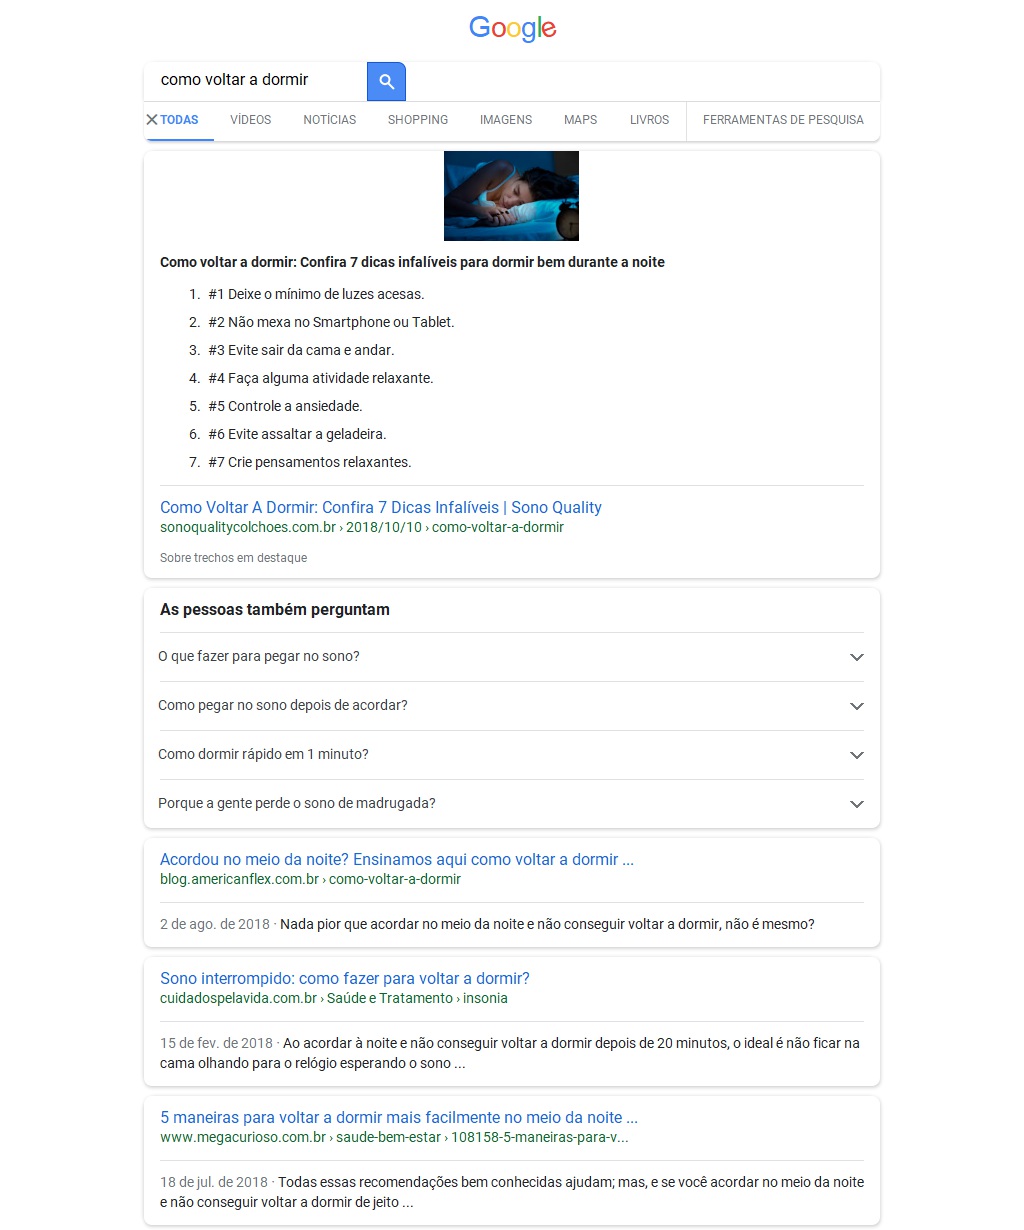 Google
como voltar a dormir
TODAS VÍDEOS NOTÍCIAS SHOPPING IMAGENS MAPS LIVROS FERRAMENTAS DE PESQUISA
Como voltar a dormir: Confira 7 dicas infalíveis para dormir bem durante a noite
1. #1 Deixe o mínimo de luzes acesas.
2. #2 Não mexa no Smartphone ou Tablet.
3. #3 Evite sair da cama e andar.
4. #4 Faça alguma atividade relaxante.
5. #5 Controle a ansiedade.
6. #6 Evite assaltar a geladeira.
7. #7 Crie pensamentos relaxantes.
Como Voltar A Dormir: Confira 7 Dicas Infalíveis | Sono Quality
sonoqualitycolchoes.com.br › 2018/10/10 › como-voltar-a-dormir
Sobre trechos em destaque
As pessoas também perguntam
O que fazer para pegar no sono?
Como pegar no sono depois de acordar?
Como dormir rápido em 1 minuto?
Porque a gente perde o sono de madrugada?
Acordou no meio da noite? Ensinamos aqui como voltar a dormir ...
blog.americanflex.com.br › como-voltar-a-dormir
2 de ago. de 2018 · Nada pior que acordar no meio da noite e não conseguir voltar a dormir, não é mesmo?
Sono interrompido: como fazer para voltar a dormir?
cuidadospelavida.com.br › Saúde e Tratamento › insonia
15 de fev. de 2018 · Ao acordar à noite e não conseguir voltar a dormir depois de 20 minutos, o ideal é não ficar na
cama olhando para o relógio esperando o sono ...
5 maneiras para voltar a dormir mais facilmente no meio da noite ...
www.megacurioso.com.br › saude-bem-estar › 108158-5-maneiras-para-v...
18 de jul. de 2018 · Todas essas recomendações bem conhecidas ajudam; mas, e se você acordar no meio da noite
e não conseguir voltar a dormir de jeito ...